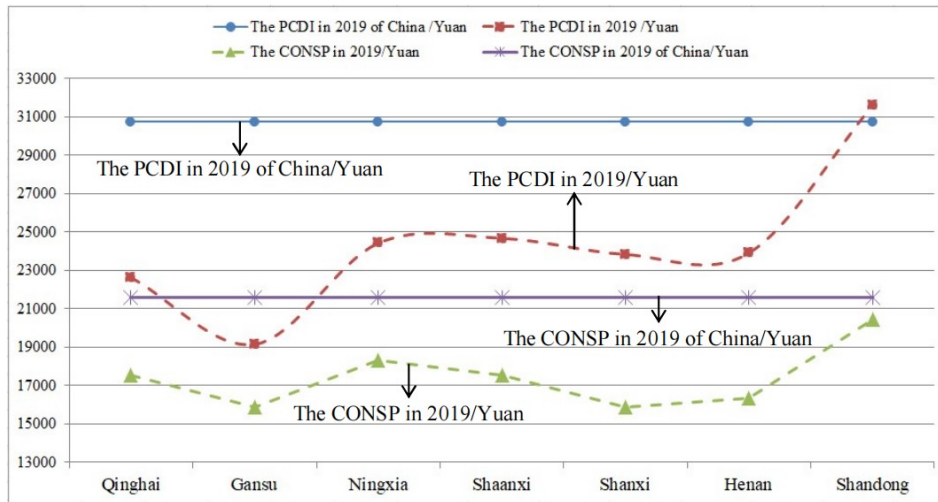 The PCDI in 2019 of China /Yuan
The PCDI in 2019 /Yuan
The CONSP in 2019/Yuan
The CONSP in 2019 of China/Yuan
33000
31000
29000
27000
25000
23000
21000
19000
17000
15000
13000
The PCDI in 2019 of China/Yuan
The PCDI in 2019/Yuan
The CONSP in 2019 of China/Yuan
The CONSP in 2019/Yuan
Qinghai Gansu Ningxia Shaanxi Shanxi Henan Shandong